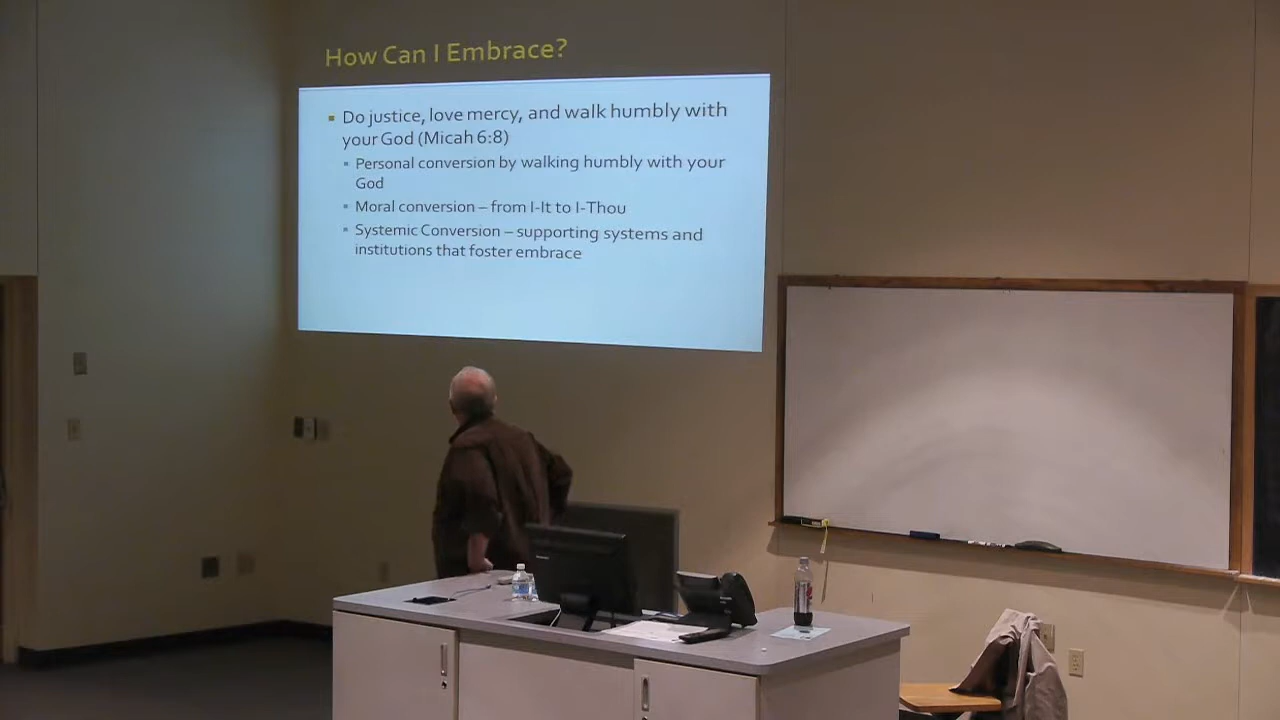 How Can I Embrace?
Do justice, love mercy, and walk humbly with
your God (Micah 6:8)
Personal conversion by walking humbly with your
God
Moral conversion – from I-It to I-Thou
Systemic Conversion – supporting systems and
institutions that foster embrace